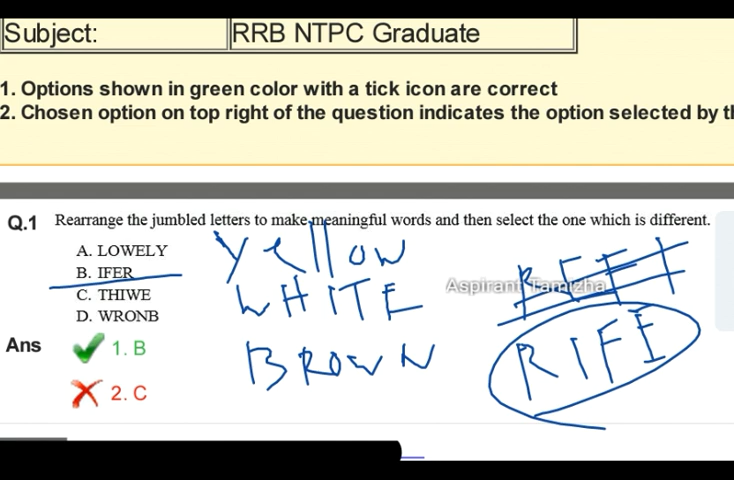 Subject: RRB NTPC Graduate
1. Options shown in green color with a tick icon are correct
2. Chosen option on top right of the question indicates the option selected by th
Q.1 Rearrange the jumbled letters to make meaningful words and then select the one which is different.
A. LOWELY
B. IFER
C. THIWE
D. WRONB
Yellow
WHITE
BROWN
Aspirant Tamizha
RIFE
Ans 1. B
2. C